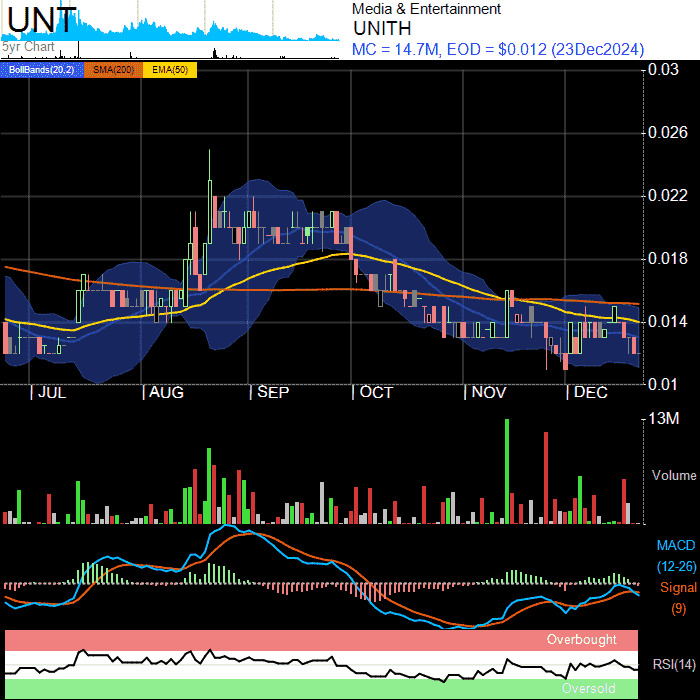 UNT
5yr Chart
Media & Entertainment
UNITH
MC = 14.7M, EOD = $0.012 (23Dec2024)
BollBands(20,2) SMA(200) EMA(50)
0.03
0.026
0.022
0.018
0.014
0.01
JUL AUG SEP OCT NOV DEC
13M
Volume
MACD
(12-26)
Signal
(9)
Overbought
RSI(14)
Oversold